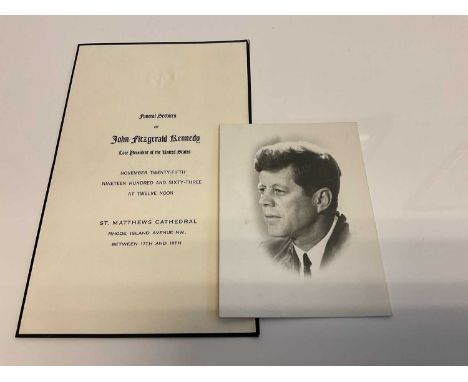 Funeral Services
of
John Fitzgerald Kennedy
Late President of the United States
NOVEMBER TWENTY-FIFTH
NINETEEN HUNDRED AND SIXTY-THREE
AT TWELVE NOON
ST. MATTHEWS CATHEDRAL
RHODE ISLAND AVENUE NW.
BETWEEN 17TH AND 18TH